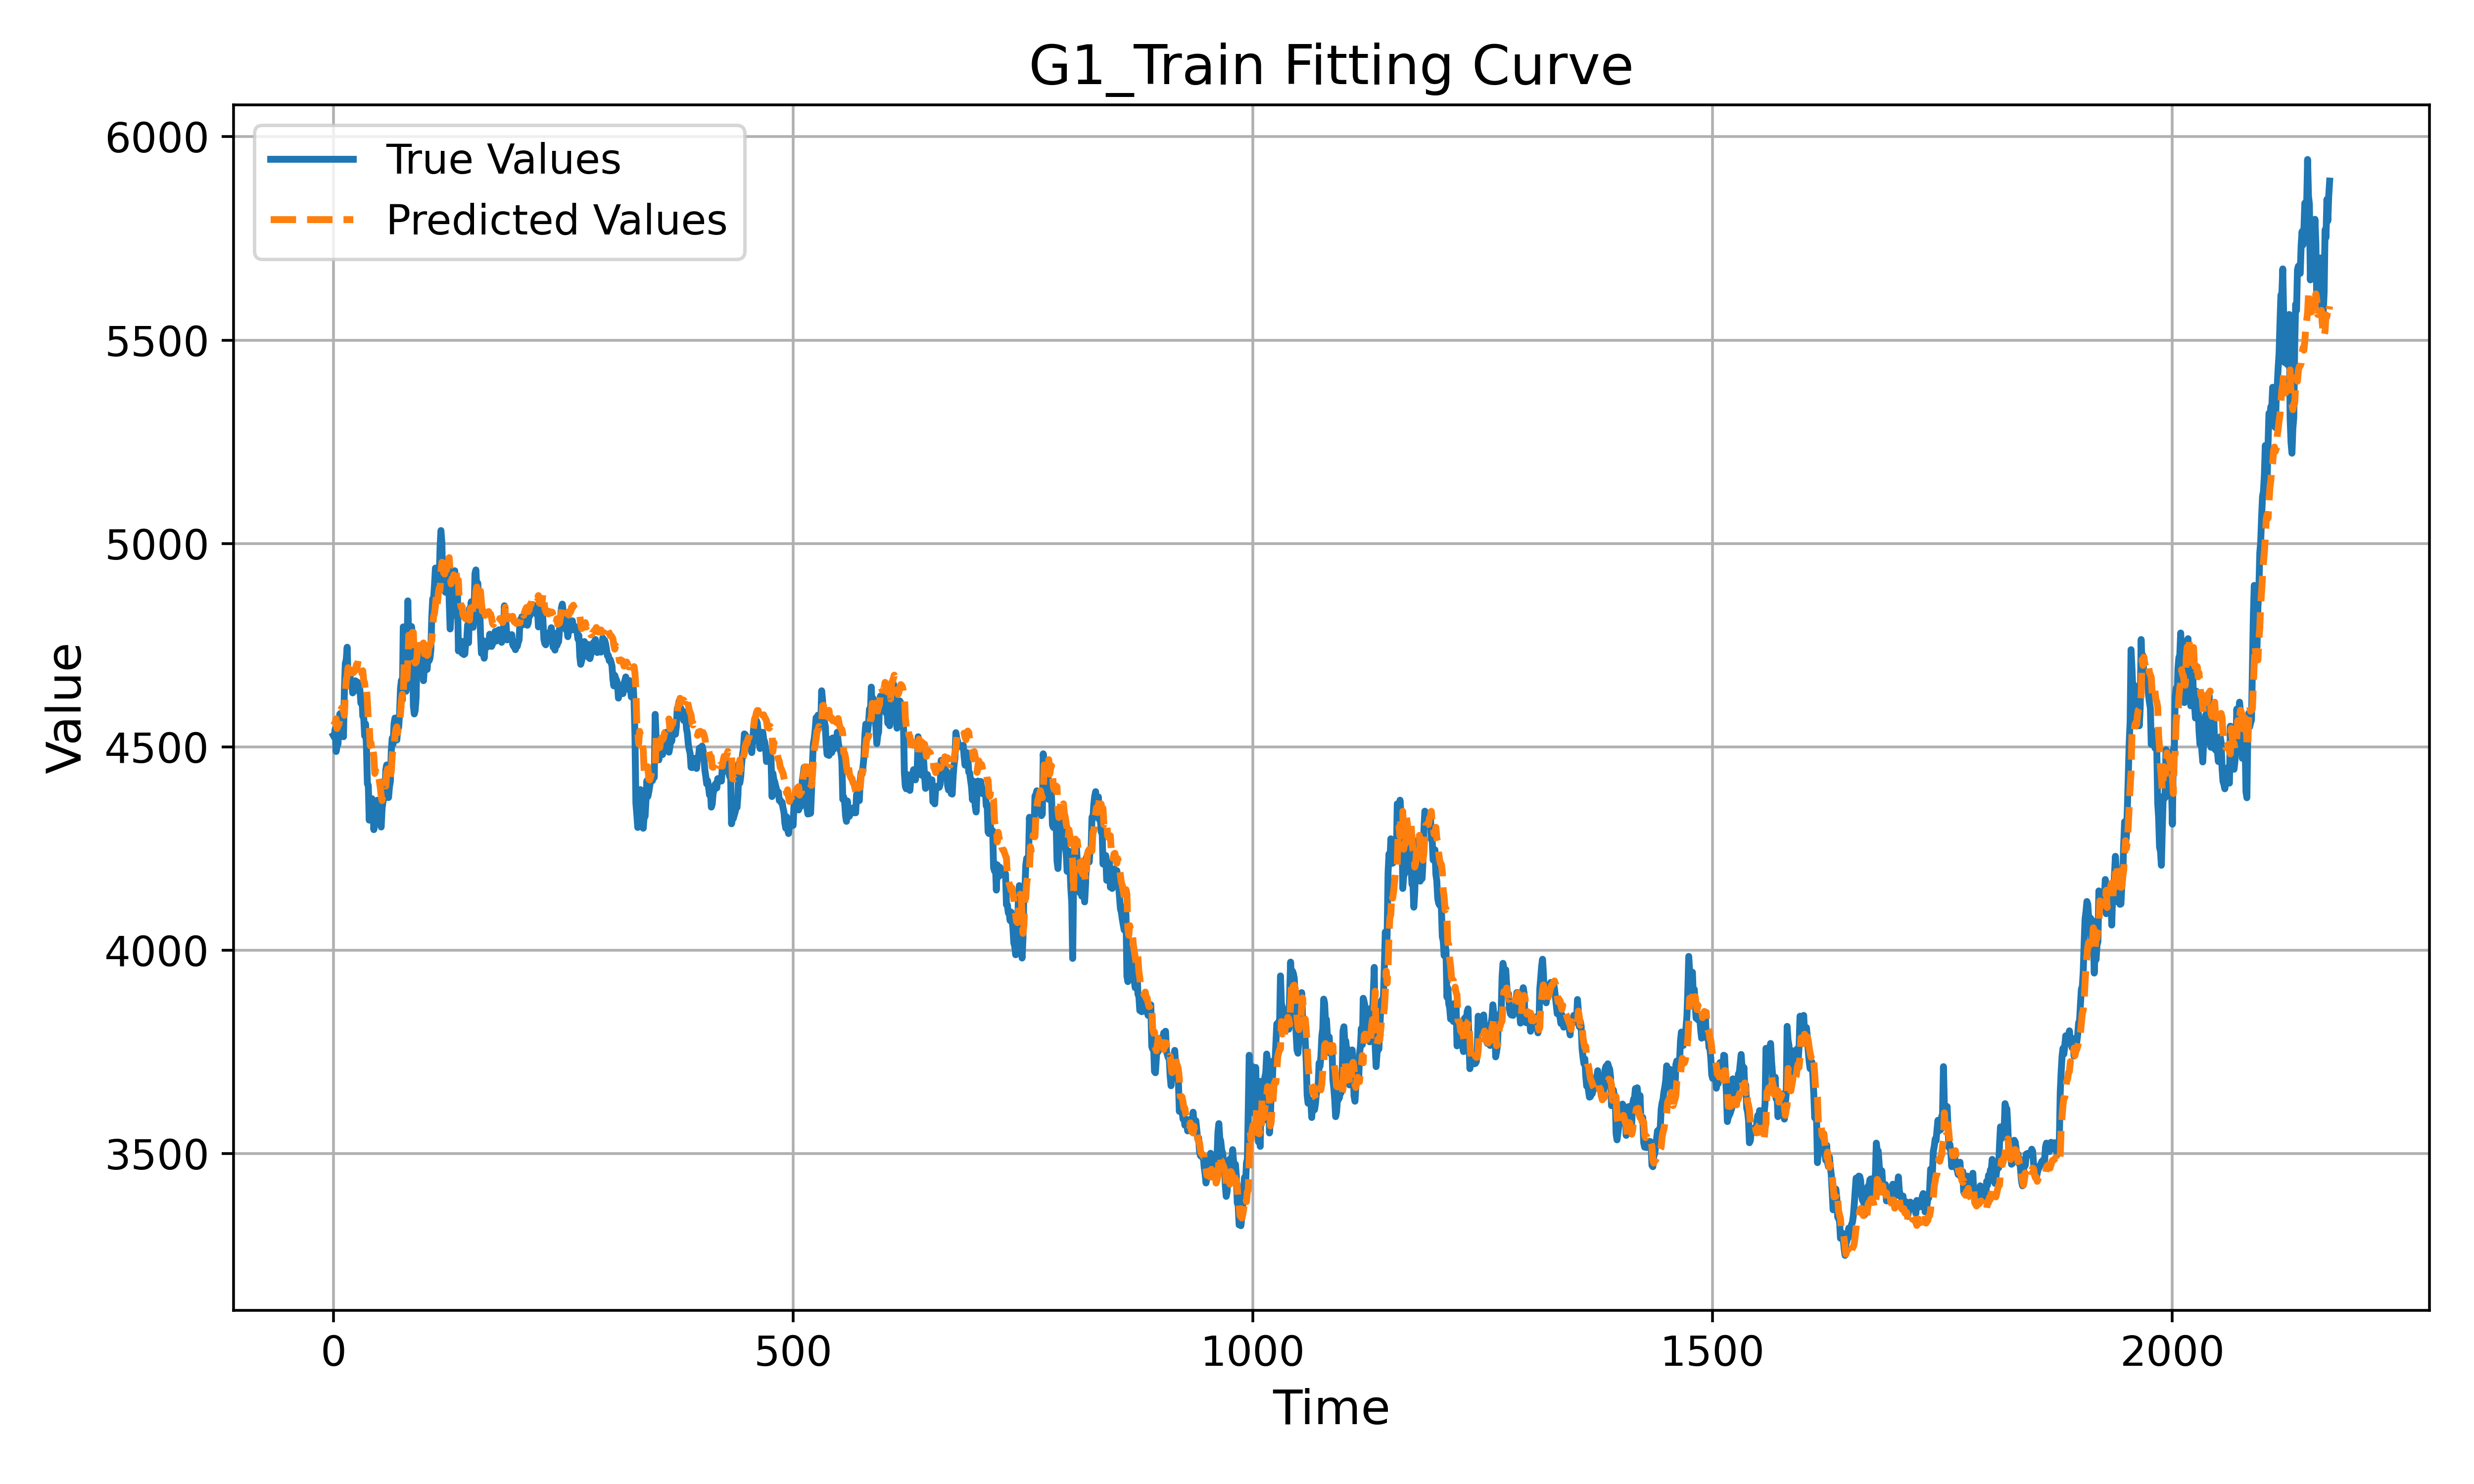 G1_Train Fitting Curve
True Values
Predicted Values
6000
5500
5000
4500
4000
3500
Value
0
500
1000
1500
2000
Time